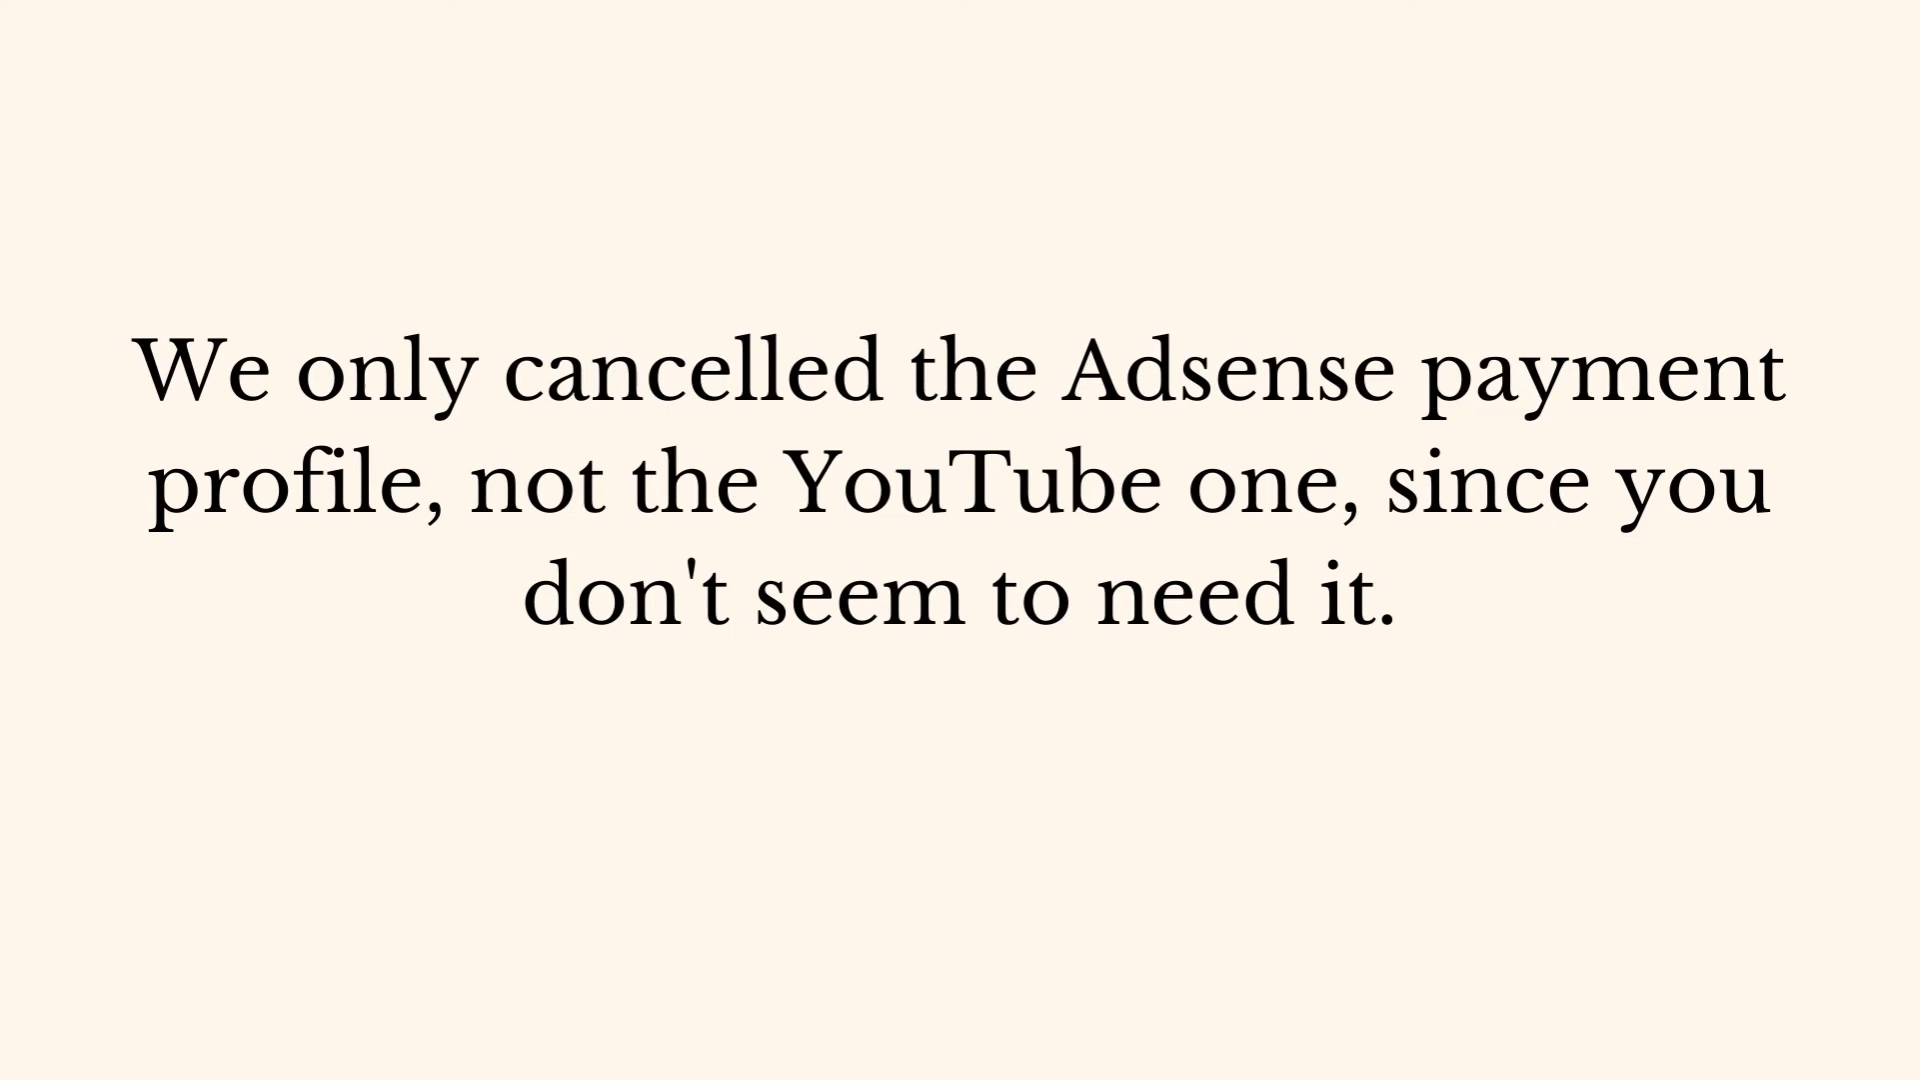 We only cancelled the Adsense payment
profile, not the YouTube one, since you
don't seem to need it.